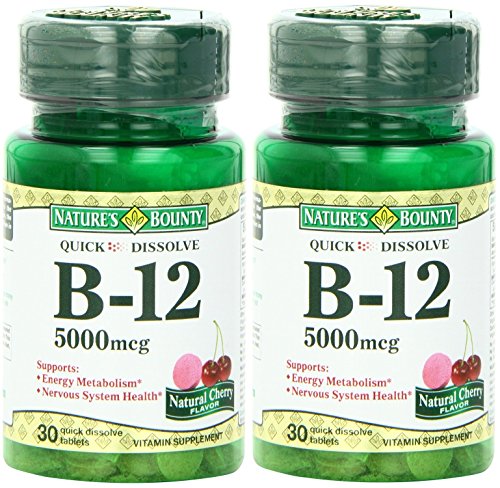 NATURE'S BOUNTY
QUICK DISSOLVE
B-12
5000mcg
Supports:
•Energy Metabolism*
•Nervous System Health*
Natural Cherry
FLAVOR
30 quick dissolve
tablets
VITAMIN SUPPLEMENT
NATURE'S BOUNTY
QUICK DISSOLVE
B-12
5000mcg
Supports:
•Energy Metabolism*
•Nervous System Health*
Natural Cherry
FLAVOR
30 quick dissolve
tablets
VITAMIN SUPPLEMENT